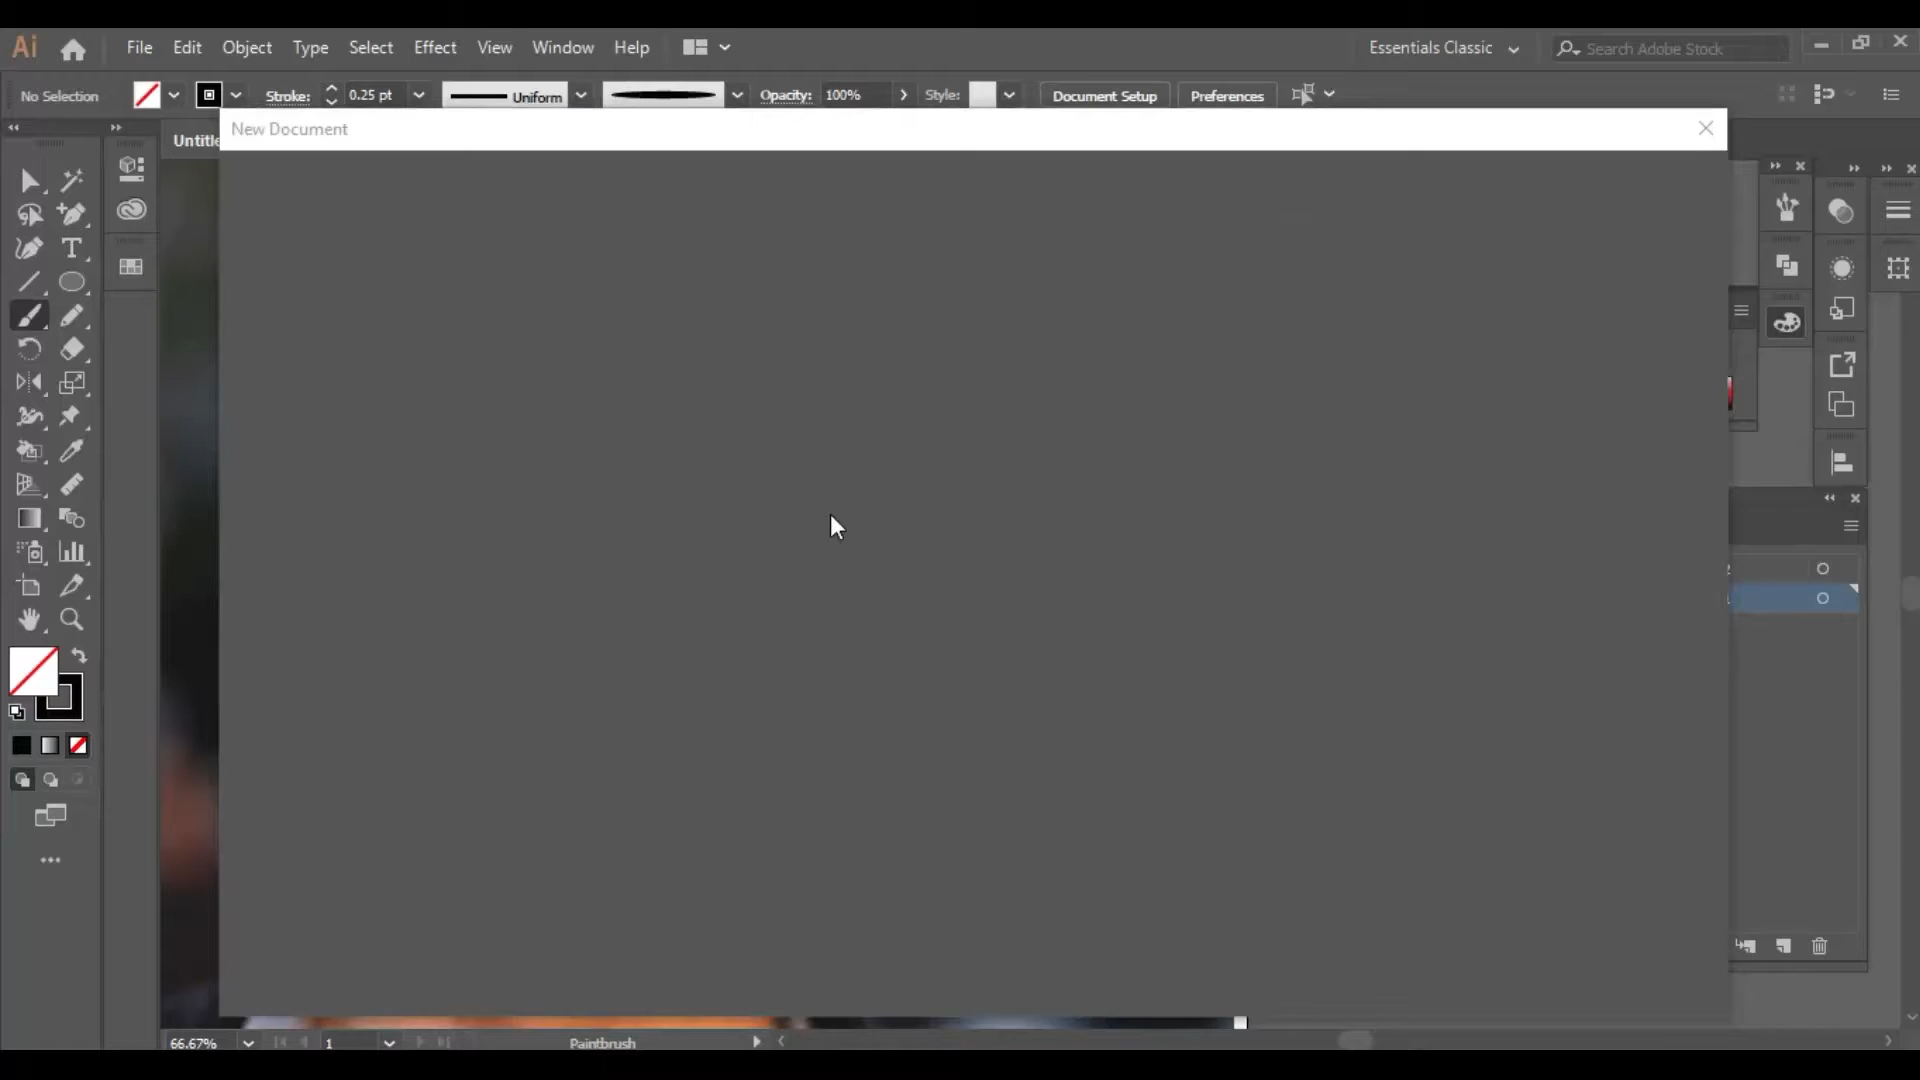 Ai File Edit Object Type Select Effect View Window Help Essentials Classic Search Adobe Stock
No Selection Stroke: 0.25 pt Uniform Opacity: 100% Style: Document Setup Preferences
New Document
Untitle
T
66.67% 1 Paintbrush